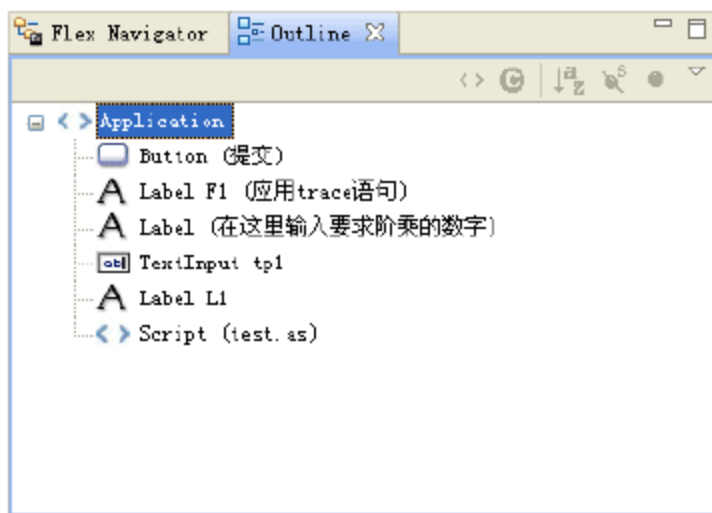 Flex Navigator Outline
Application
Button (提交)
Label F1 (应用trace语句)
Label (在这里输入要求阶乘的数字)
TextInput tp1
Label L1
Script (test.as)